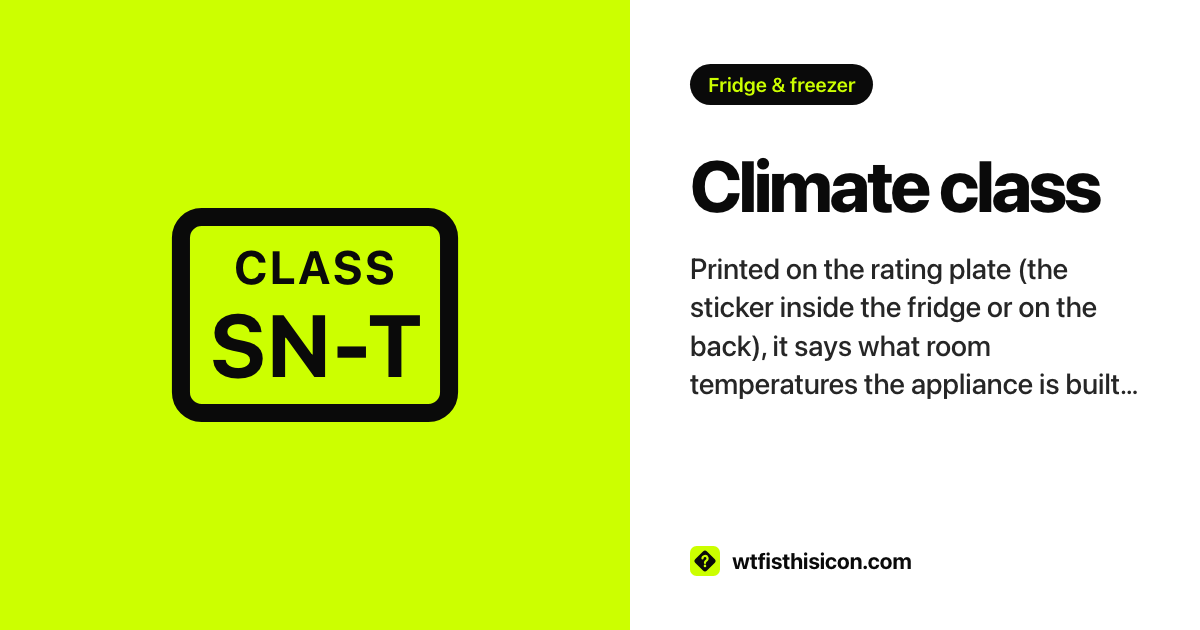 CLASS
SN-T
Fridge & freezer
Climate class
Printed on the rating plate (the
sticker inside the fridge or on the
back), it says what room
temperatures the appliance is built...
?
wtfisthisicon.com